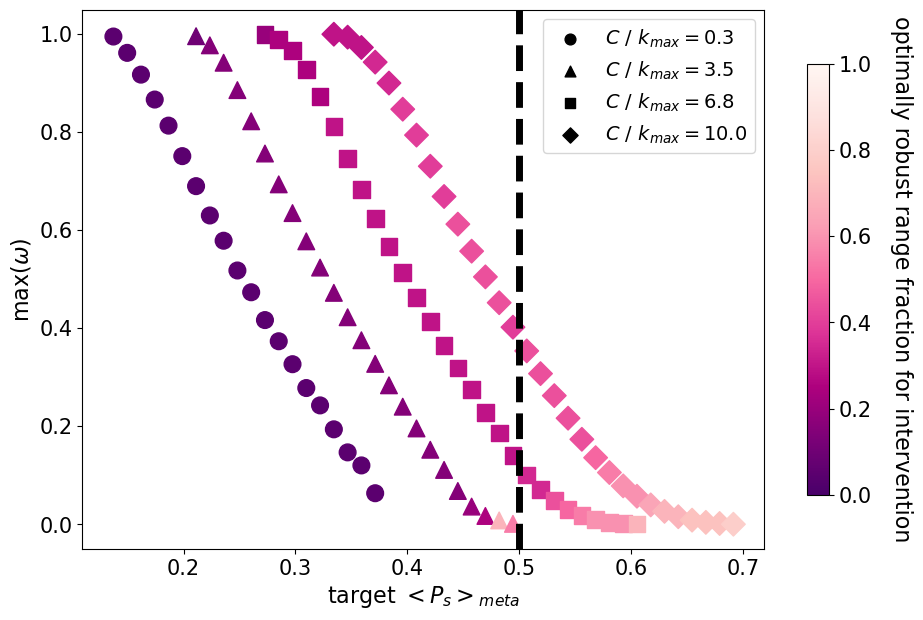 max(ω)
1.0
0.8
0.6
0.4
0.2
0.0
0.2
0.3
0.4
0.5
0.6
0.7
target <P_s>_meta
C / k_max = 0.3
C / k_max = 3.5
C / k_max = 6.8
C / k_max = 10.0
1.0
0.8
0.6
0.4
0.2
0.0
optimally robust range fraction for intervention